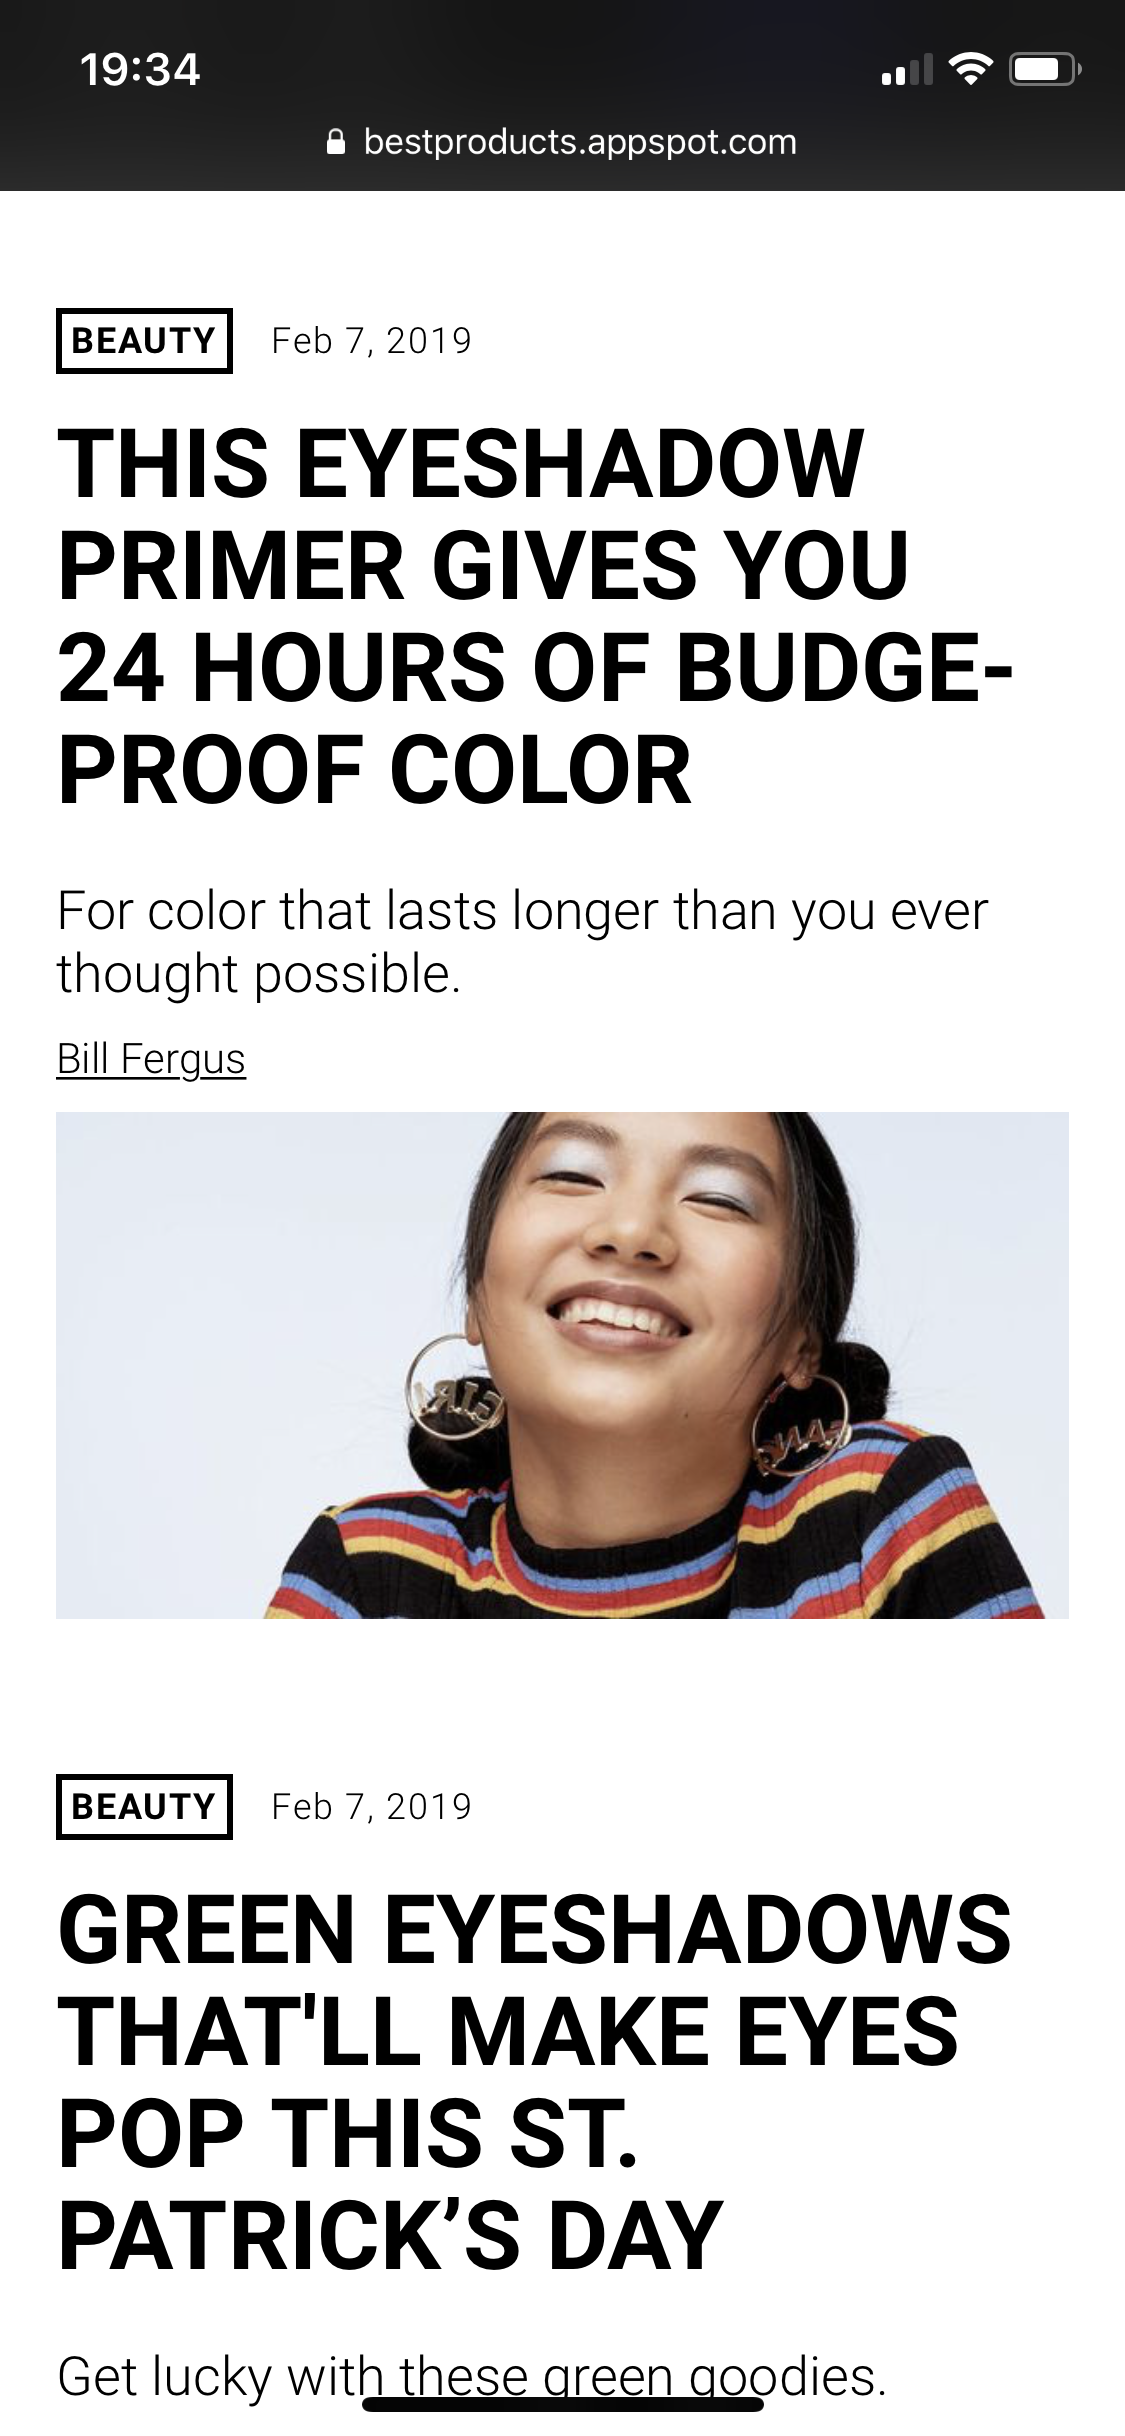 19:34
bestproducts.appspot.com
BEAUTY Feb 7, 2019
THIS EYESHADOW
PRIMER GIVES YOU
24 HOURS OF BUDGE-
PROOF COLOR
For color that lasts longer than you ever
thought possible.
Bill Fergus
BEAUTY Feb 7, 2019
GREEN EYESHADOWS
THAT'LL MAKE EYES
POP THIS ST.
PATRICK’S DAY
Get lucky with these green goodies.